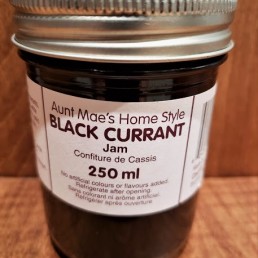 Aunt Mae's Home Style
BLACK CURRANT
Jam
Confiture de Cassis
250 ml
No artificial colours or flavours added.
Refrigerate after opening.
Sans colorant ni arôme artificiel.
Réfrigérer après ouverture